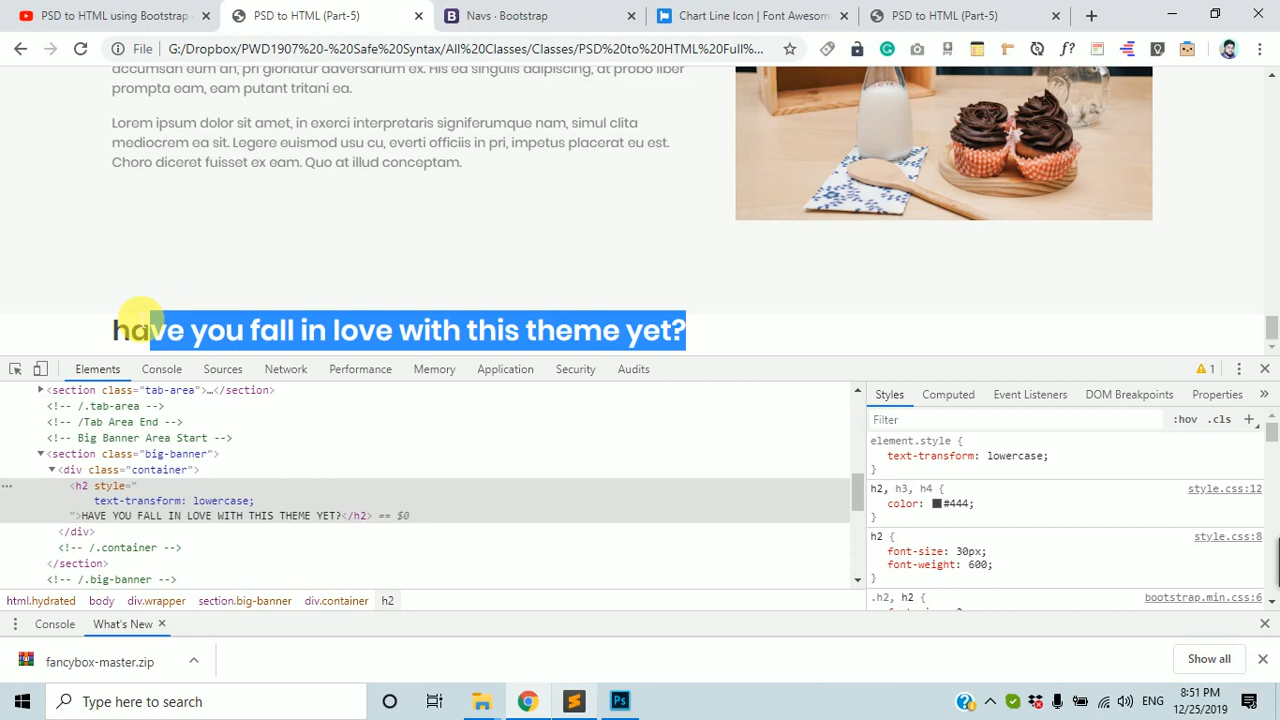 PSD to HTML using Bootstrap
PSD to HTML (Part-5)
Navs · Bootstrap
Chart Line Icon | Font Awesom
PSD to HTML (Part-5)
File
G:/Dropbox/PWD1907%20-%20Safe%20Syntax/All%20Classes/Classes/PSD%20to%20HTML%20Full%...
f?
accumsan eum an, pri gloriatur adversarium ex. His ea singulis adipiscing, at probo liber
prompta eam, eam putant tritani ea.
Lorem ipsum dolor sit amet, in exerci interpretaris signiferumque nam, simul clita
mediocrem ea sit. Legere euismod usu cu, everti officiis in pri, impetus placerat eu est.
Choro diceret fuisset ex eam. Quo at illud conceptam.
have you fall in love with this theme yet?
Elements
Console
Sources
Network
Performance
Memory
Application
Security
Audits
1
<section class="tab-area">…</section>
<!-- /.tab-area -->
<!-- /Tab Area End -->
<!-- Big Banner Area Start -->
<section class="big-banner">
<div class="container">
<h2 style="
text-transform: lowercase;
">HAVE YOU FALL IN LOVE WITH THIS THEME YET?</h2> == $0
</div>
<!-- /.container -->
</section>
<!-- /.big-banner -->
html.hydrated
body
div.wrapper
section.big-banner
div.container
h2
Styles
Computed
Event Listeners
DOM Breakpoints
Properties
Filter
:hov
.cls
element.style {
text-transform: lowercase;
}
h2, h3, h4 {
style.css:12
color: #444;
}
h2 {
style.css:8
font-size: 30px;
font-weight: 600;
}
.h2, h2 {
bootstrap.min.css:6
Console
What's New
fancybox-master.zip
Show all
Type here to search
Ps
ENG
8:51 PM
12/25/2019